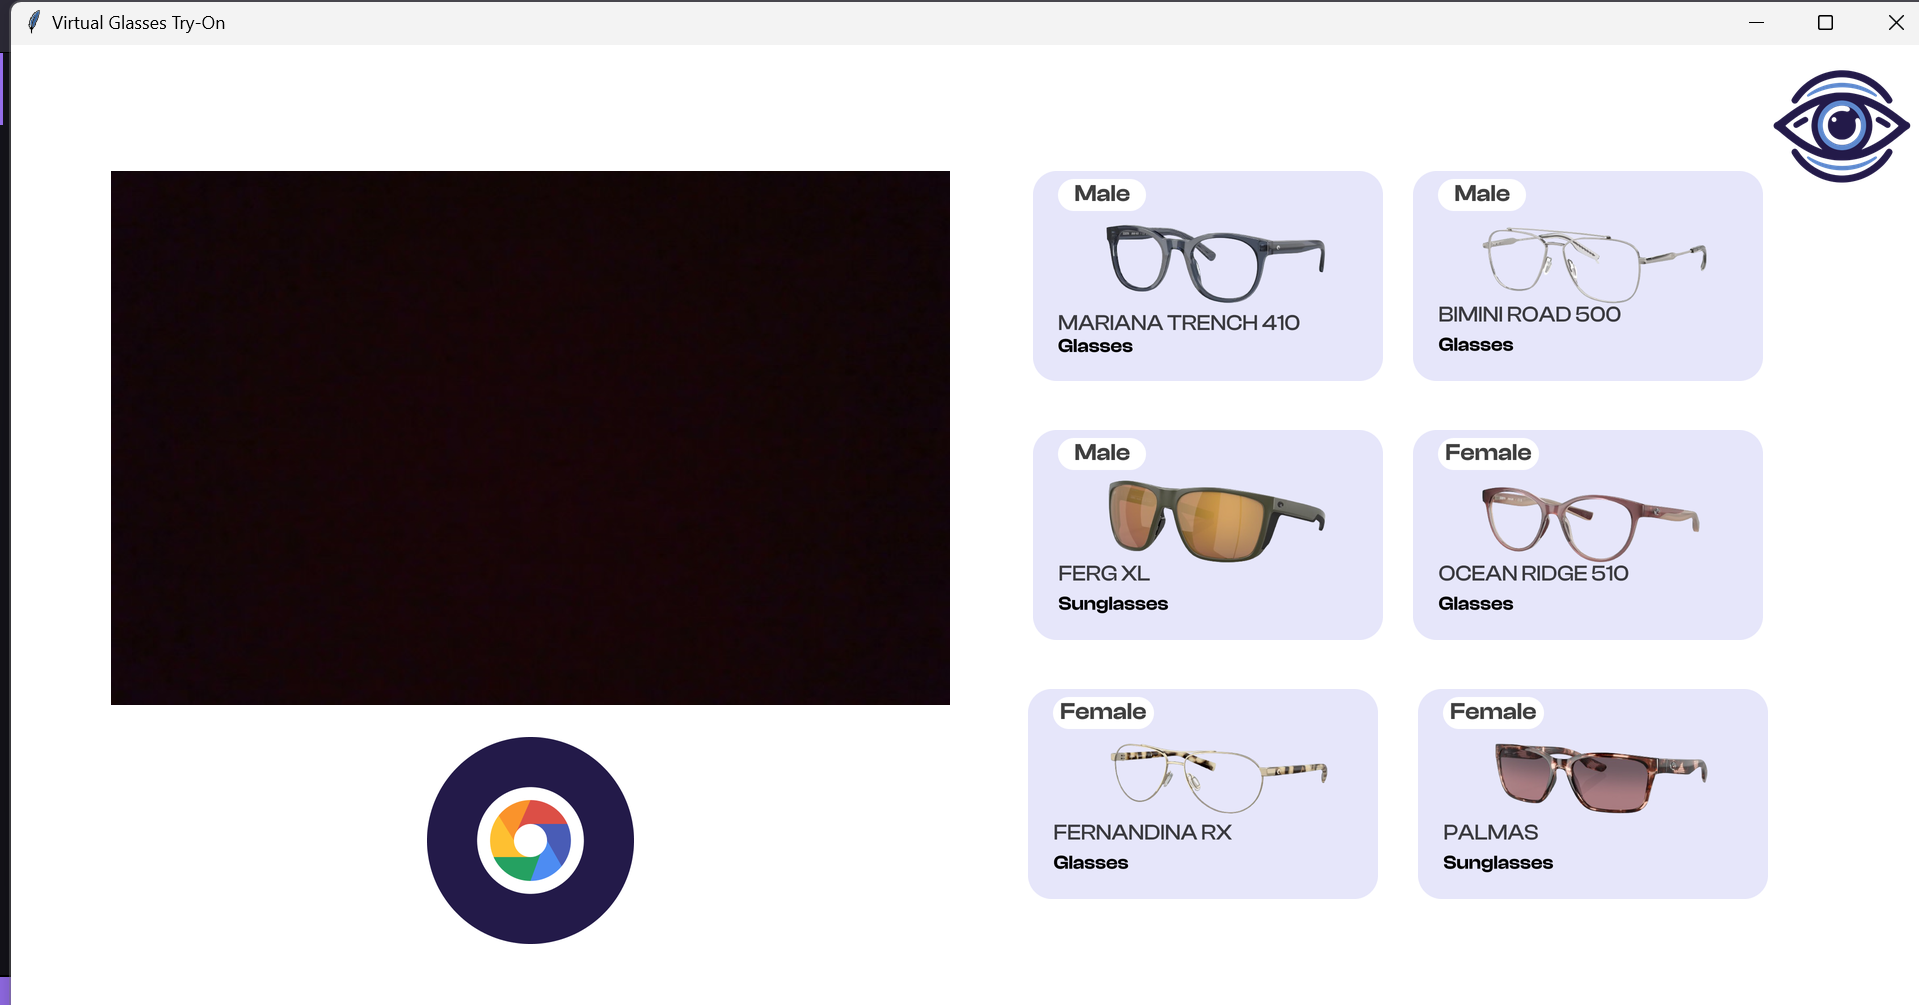 Virtual Glasses Try-On
Male
MARIANA TRENCH 410
Glasses
Male
BIMINI ROAD 500
Glasses
Male
FERG XL
Sunglasses
Female
OCEAN RIDGE 510
Glasses
Female
FERNANDINA RX
Glasses
Female
PALMAS
Sunglasses